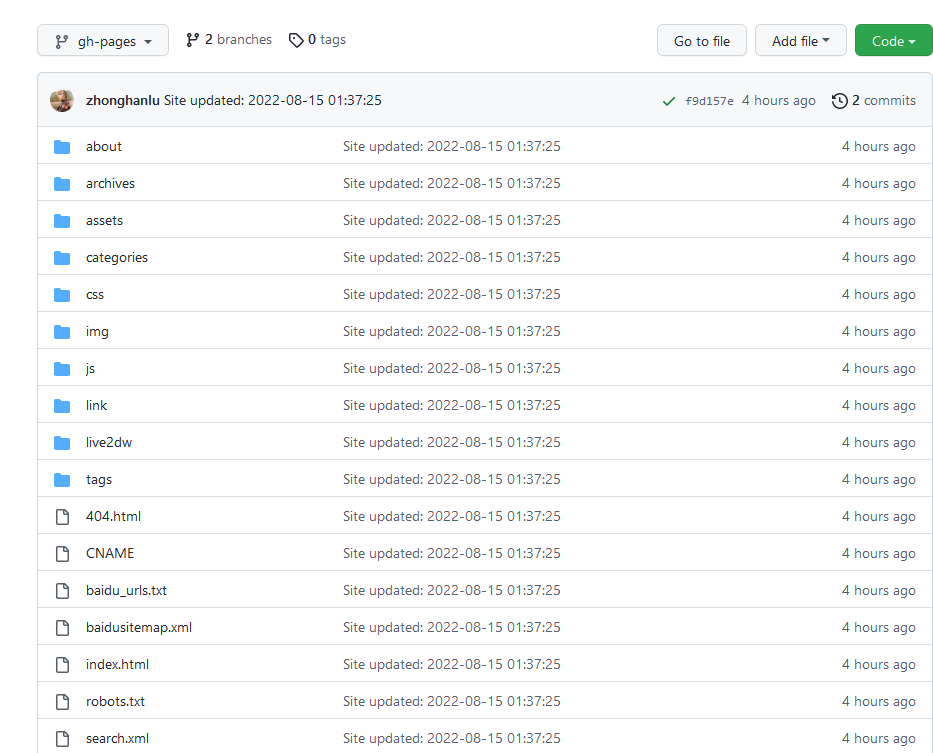 gh-pages 2 branches 0 tags Go to file Add file Code
zhonghanlu Site updated: 2022-08-15 01:37:25 f9d157e 4 hours ago 2 commits
about Site updated: 2022-08-15 01:37:25 4 hours ago
archives Site updated: 2022-08-15 01:37:25 4 hours ago
assets Site updated: 2022-08-15 01:37:25 4 hours ago
categories Site updated: 2022-08-15 01:37:25 4 hours ago
css Site updated: 2022-08-15 01:37:25 4 hours ago
img Site updated: 2022-08-15 01:37:25 4 hours ago
js Site updated: 2022-08-15 01:37:25 4 hours ago
link Site updated: 2022-08-15 01:37:25 4 hours ago
live2dw Site updated: 2022-08-15 01:37:25 4 hours ago
tags Site updated: 2022-08-15 01:37:25 4 hours ago
404.html Site updated: 2022-08-15 01:37:25 4 hours ago
CNAME Site updated: 2022-08-15 01:37:25 4 hours ago
baidu_urls.txt Site updated: 2022-08-15 01:37:25 4 hours ago
baidusitemap.xml Site updated: 2022-08-15 01:37:25 4 hours ago
index.html Site updated: 2022-08-15 01:37:25 4 hours ago
robots.txt Site updated: 2022-08-15 01:37:25 4 hours ago
search.xml Site updated: 2022-08-15 01:37:25 4 hours ago